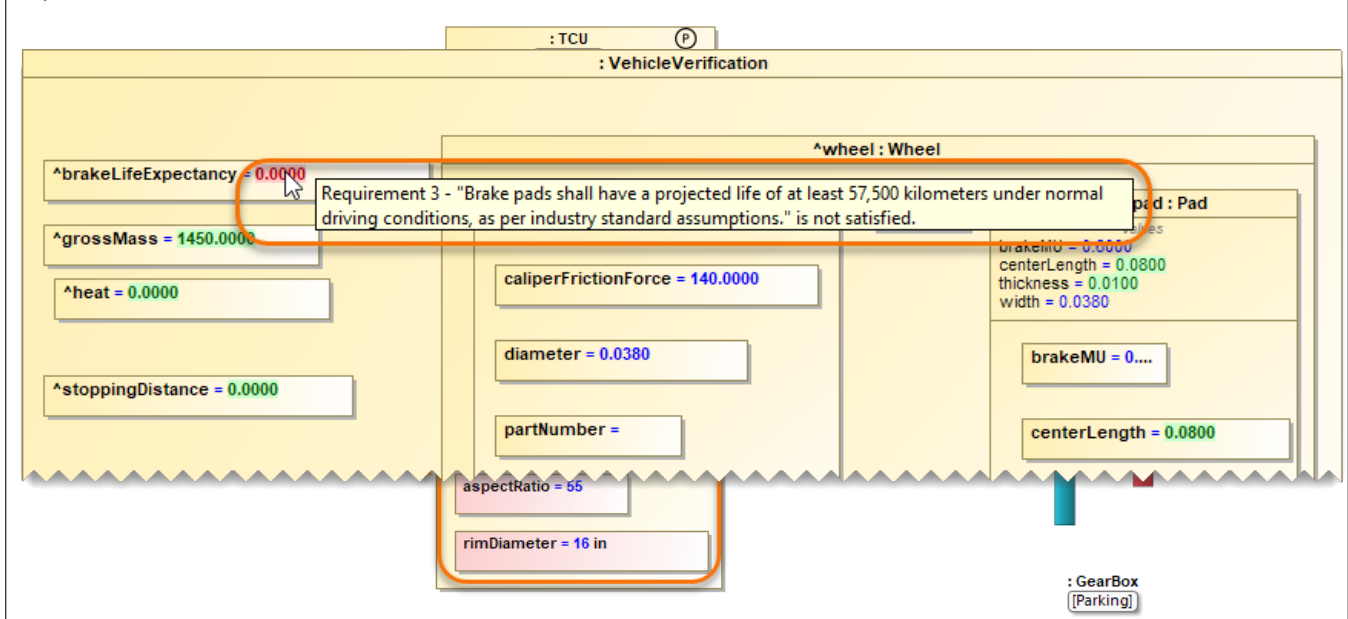 : TCU
P
: VehicleVerification
^wheel : Wheel
^brakeLifeExpectancy = 0.0000
Requirement 3 - "Brake pads shall have a projected life of at least 57,500 kilometers under normal
driving conditions, as per industry standard assumptions." is not satisfied.
pad : Pad
values
^grossMass = 1450.0000
brakeMU = 0.6000
centerLength = 0.0800
thickness = 0.0100
width = 0.0380
^heat = 0.0000
caliperFrictionForce = 140.0000
diameter = 0.0380
brakeMU = 0....
^stoppingDistance = 0.0000
partNumber =
centerLength = 0.0800
aspectRatio = 55
rimDiameter = 16 in
: GearBox
[Parking]